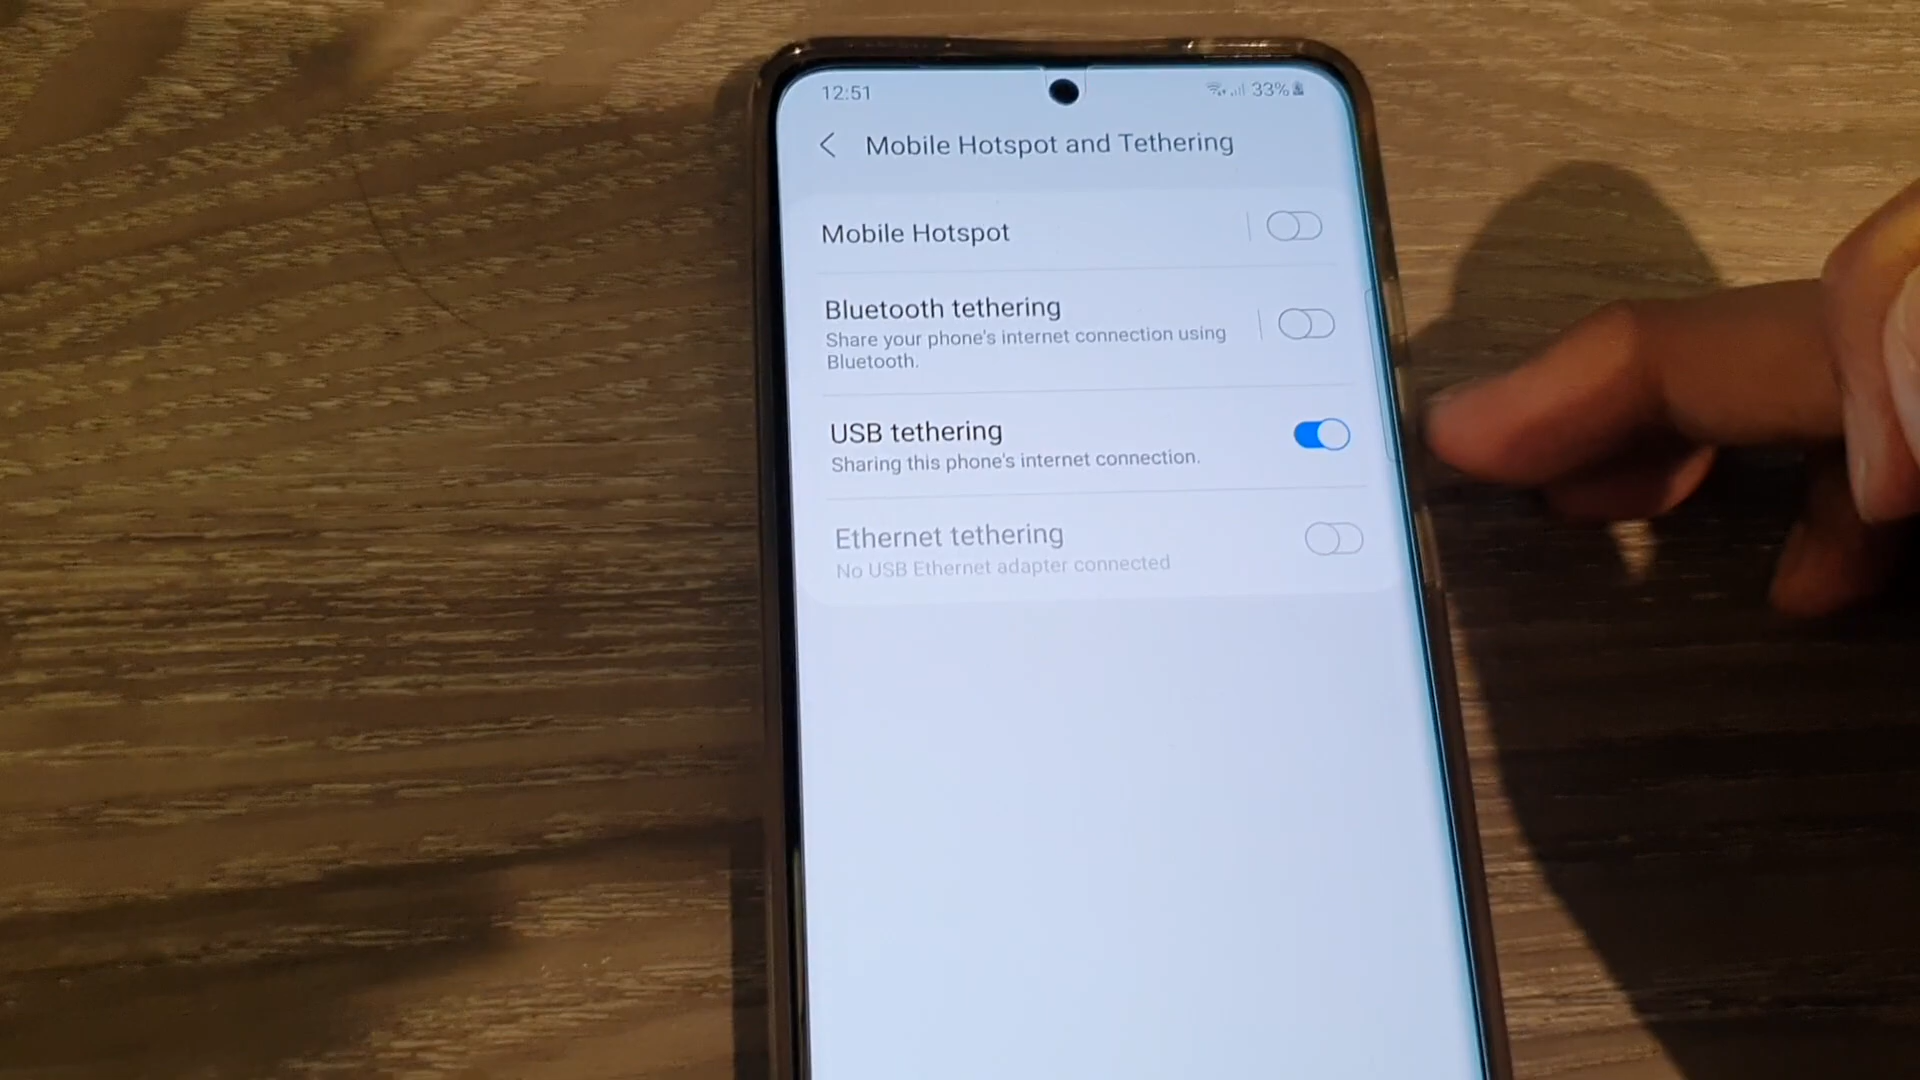 12:51 33%
Mobile Hotspot and Tethering
Mobile Hotspot
Bluetooth tethering
Share your phone's internet connection using
Bluetooth.
USB tethering
Sharing this phone's internet connection.
Ethernet tethering
No USB Ethernet adapter connected